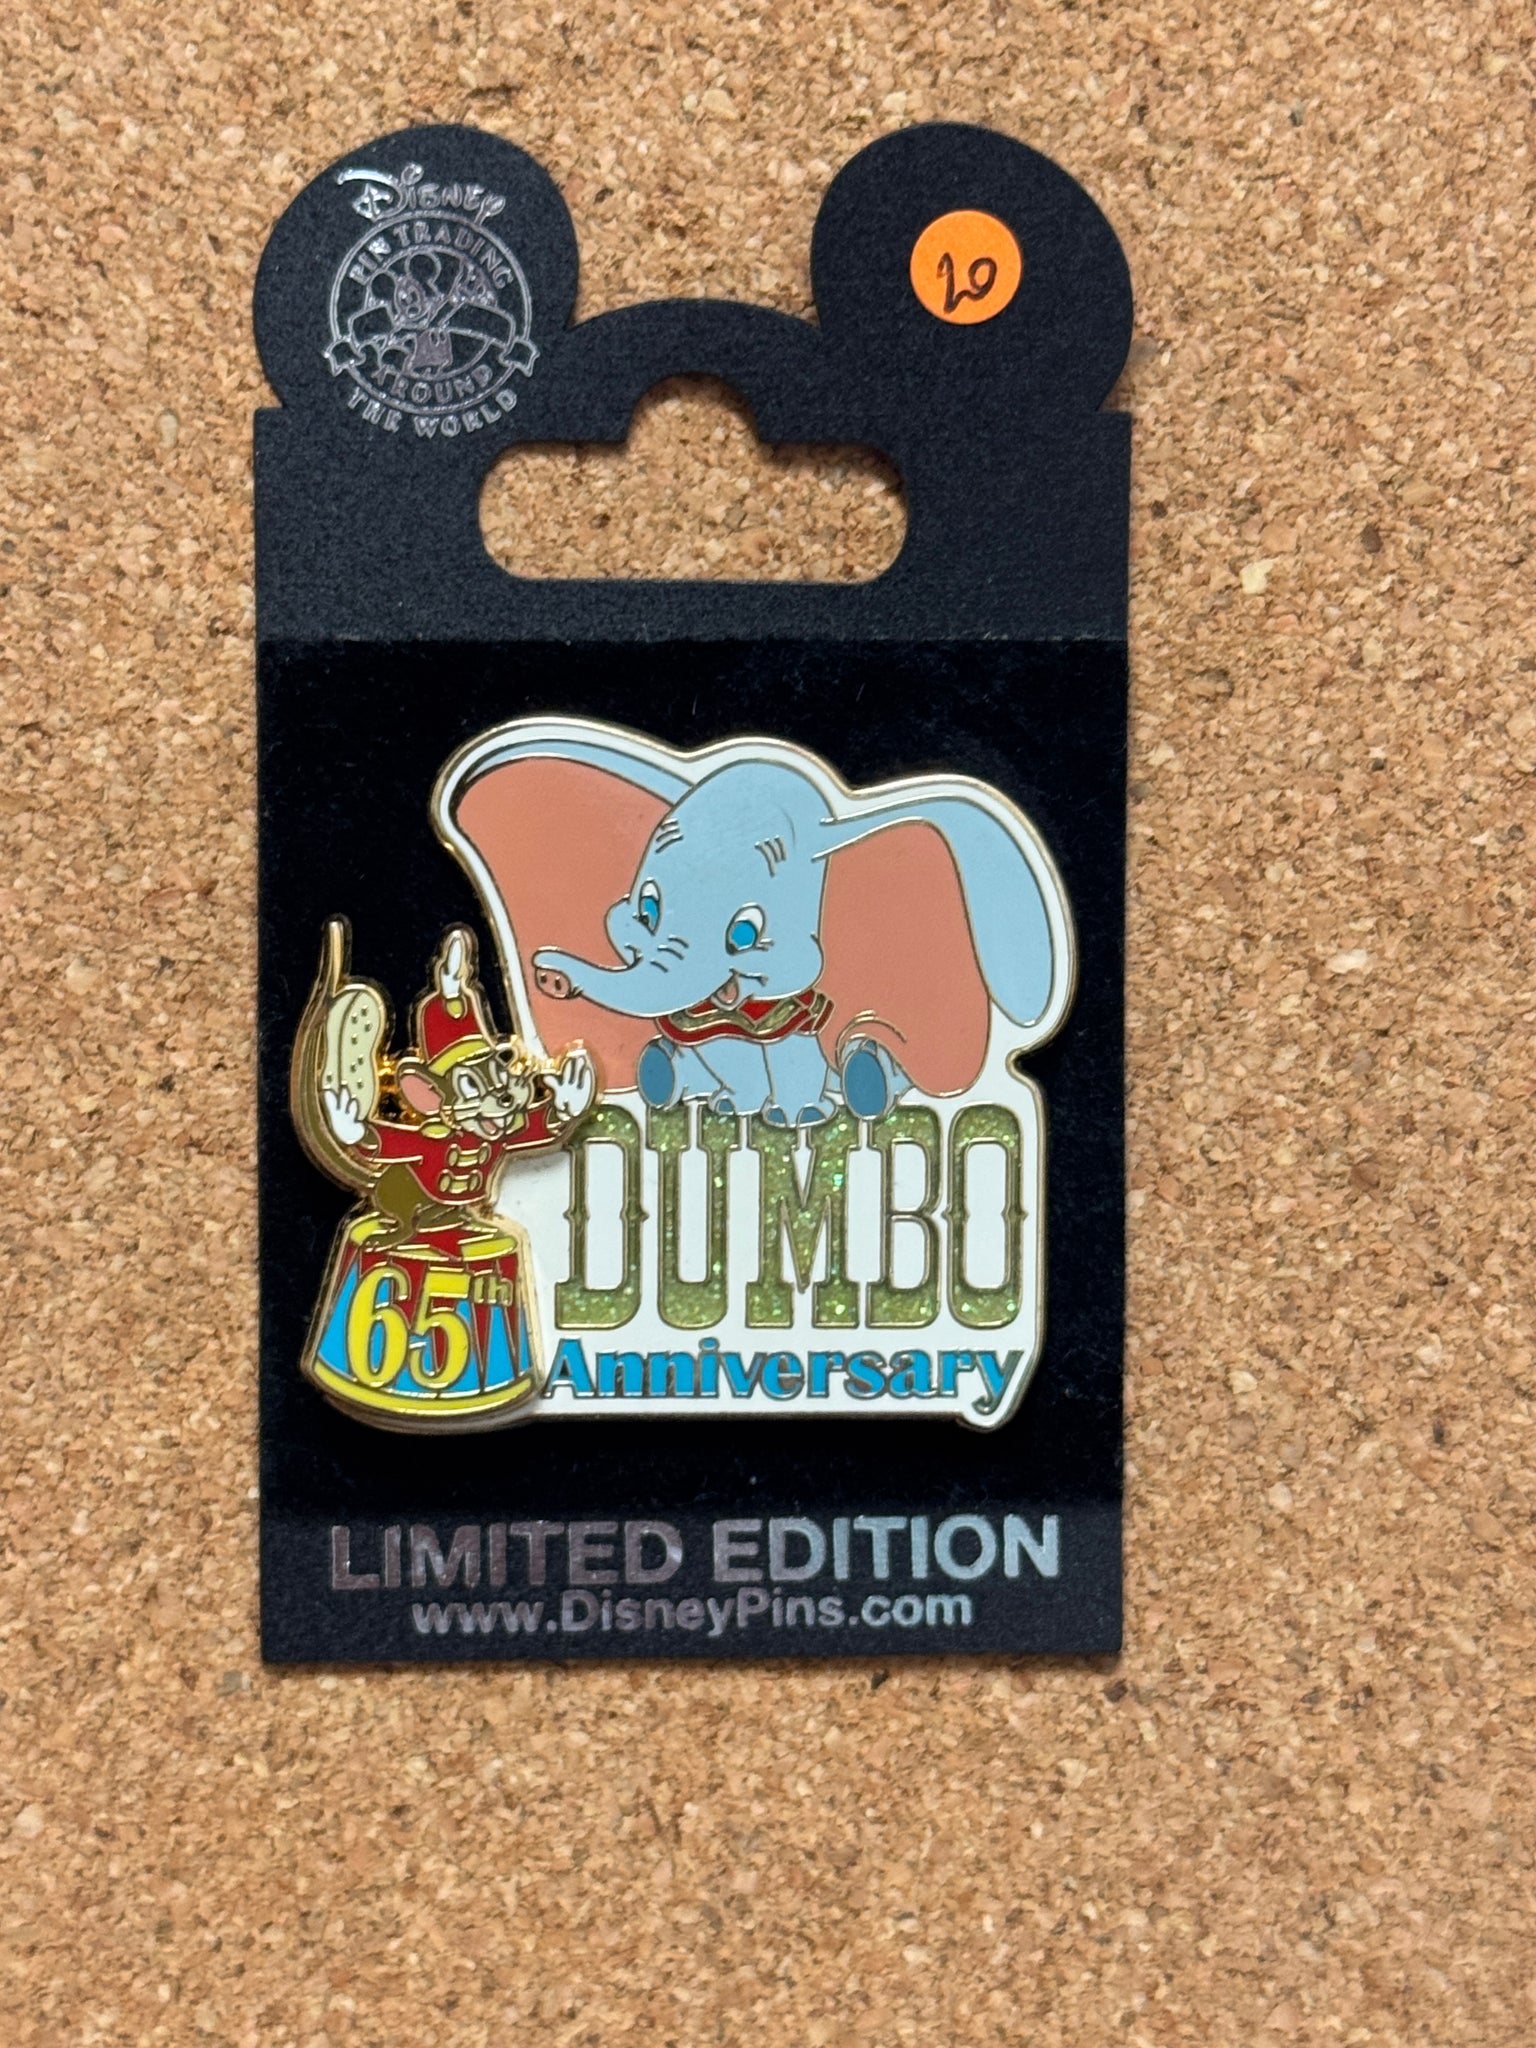 Disney
PIN TRADING
AROUND
THE WORLD
20
DUMBO
65th
Anniversary
LIMITED EDITION
www.DisneyPins.com